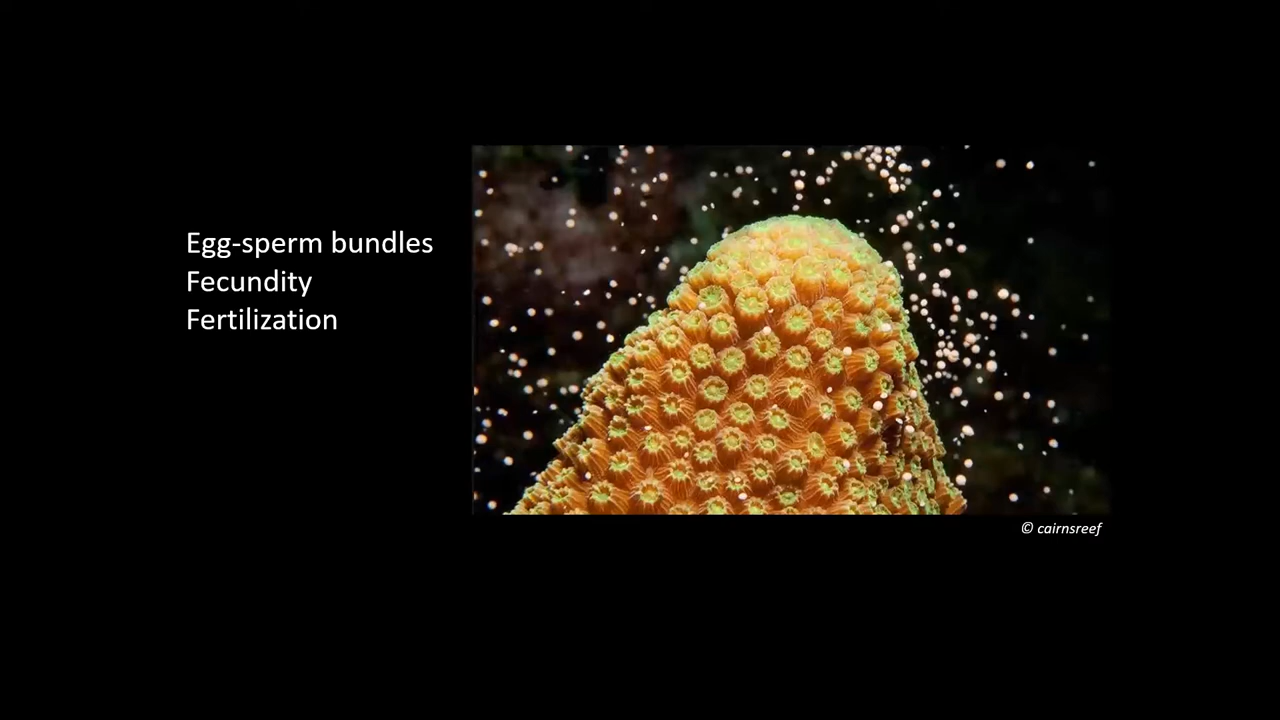 Egg-sperm bundles
Fecundity
Fertilization
© cairnsreef